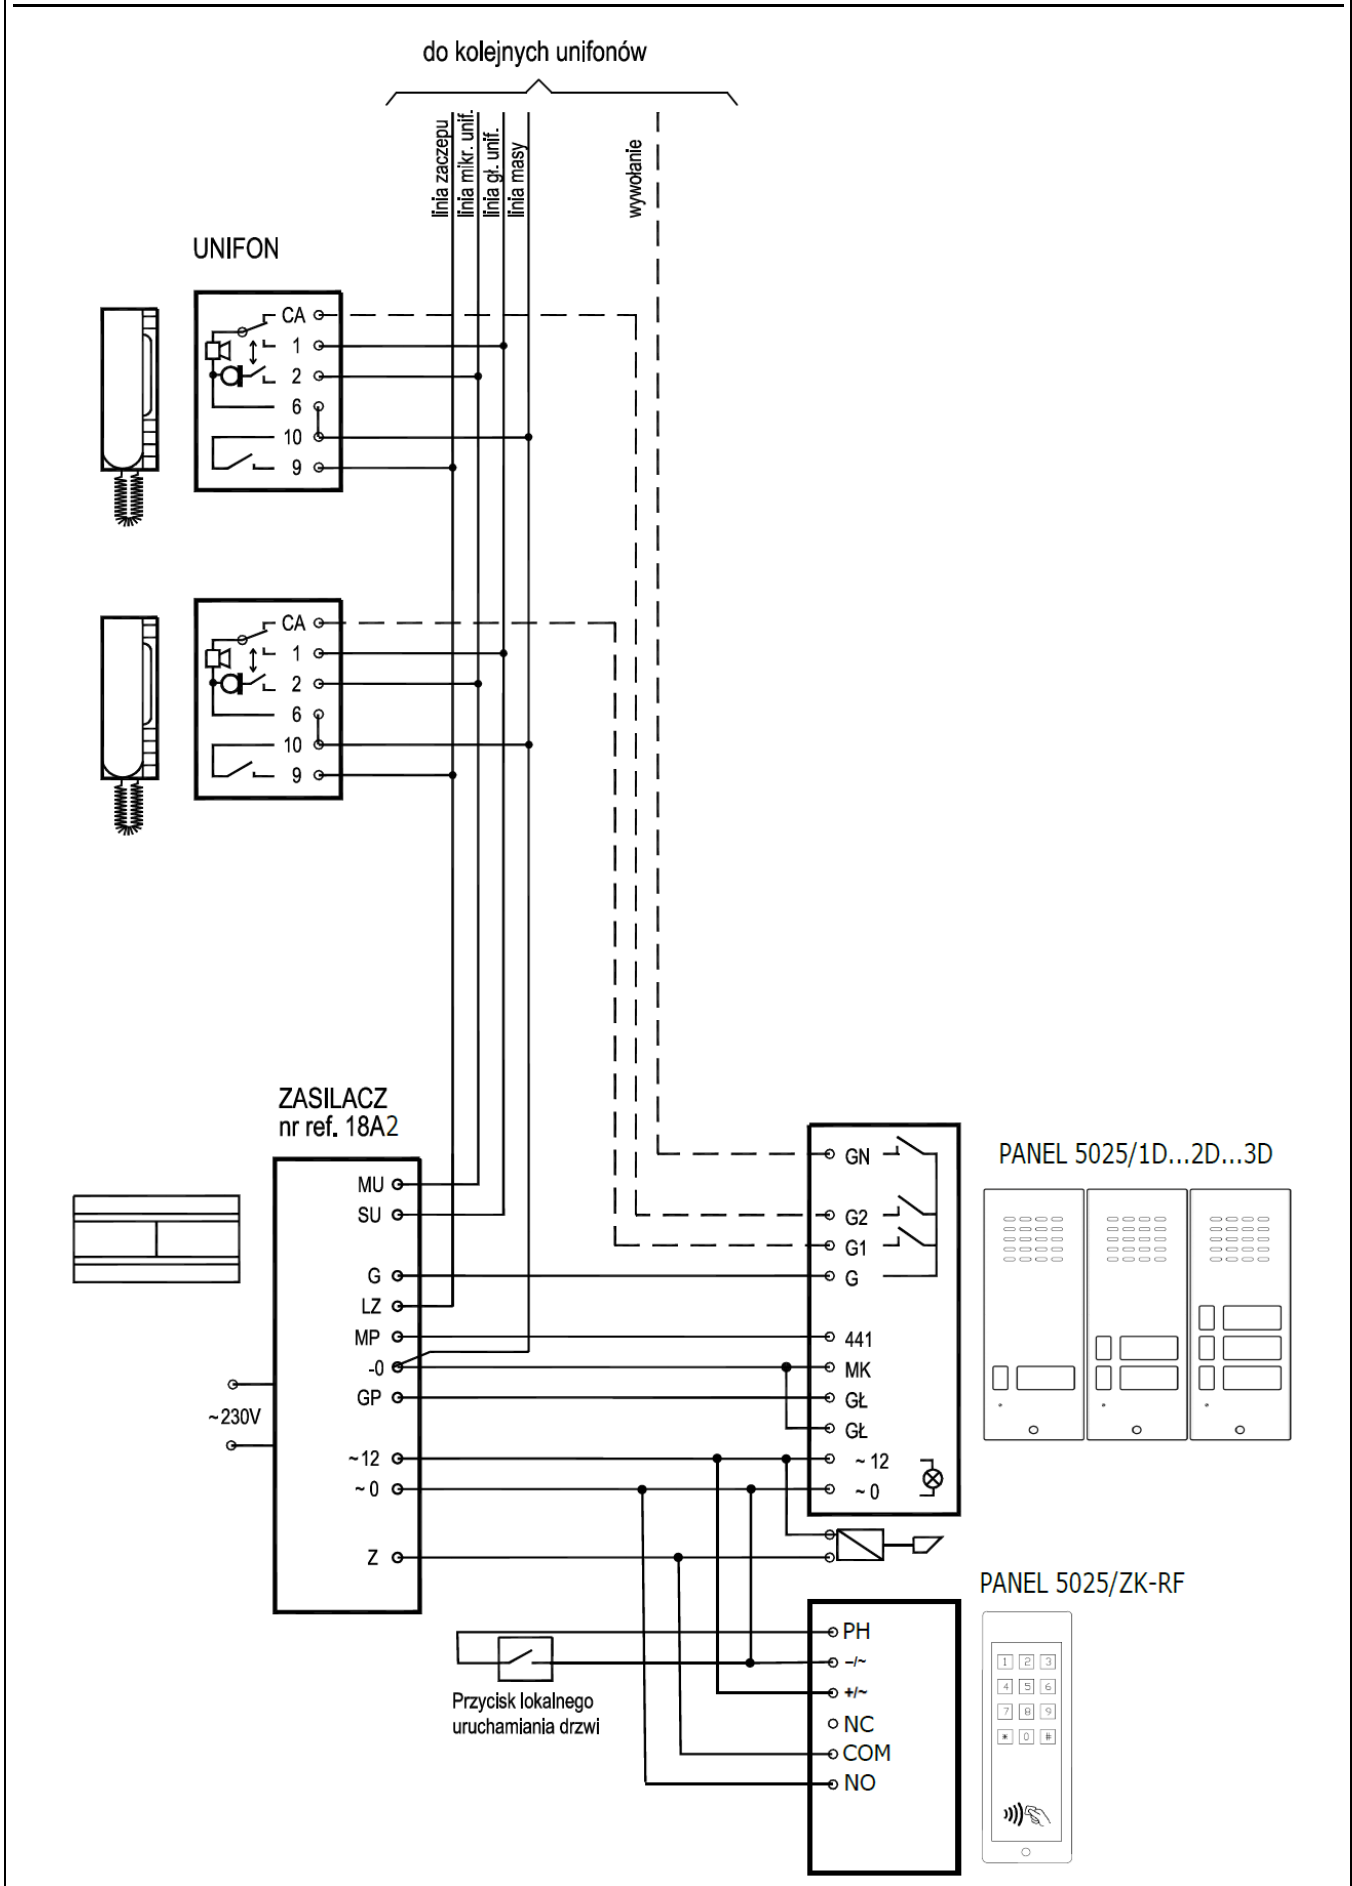 do kolejnych unifonów
linia zaczepu
linia mikr. unif.
linia gł. unif.
linia masy
wywołanie
UNIFON
CA
1
2
6
10
9
CA
1
2
6
10
9
ZASILACZ
nr ref. 18A2
MU
SU
G
LZ
MP
-0
GP
~12
~0
Z
~230V
GN
G2
G1
G
441
MK
GŁ
GŁ
~12
~0
PANEL 5025/1D...2D...3D
PANEL 5025/ZK-RF
PH
–/~
+/~
NC
COM
NO
Przycisk lokalnego
uruchamiania drzwi
1 2 3
4 5 6
7 8 9
* 0 #